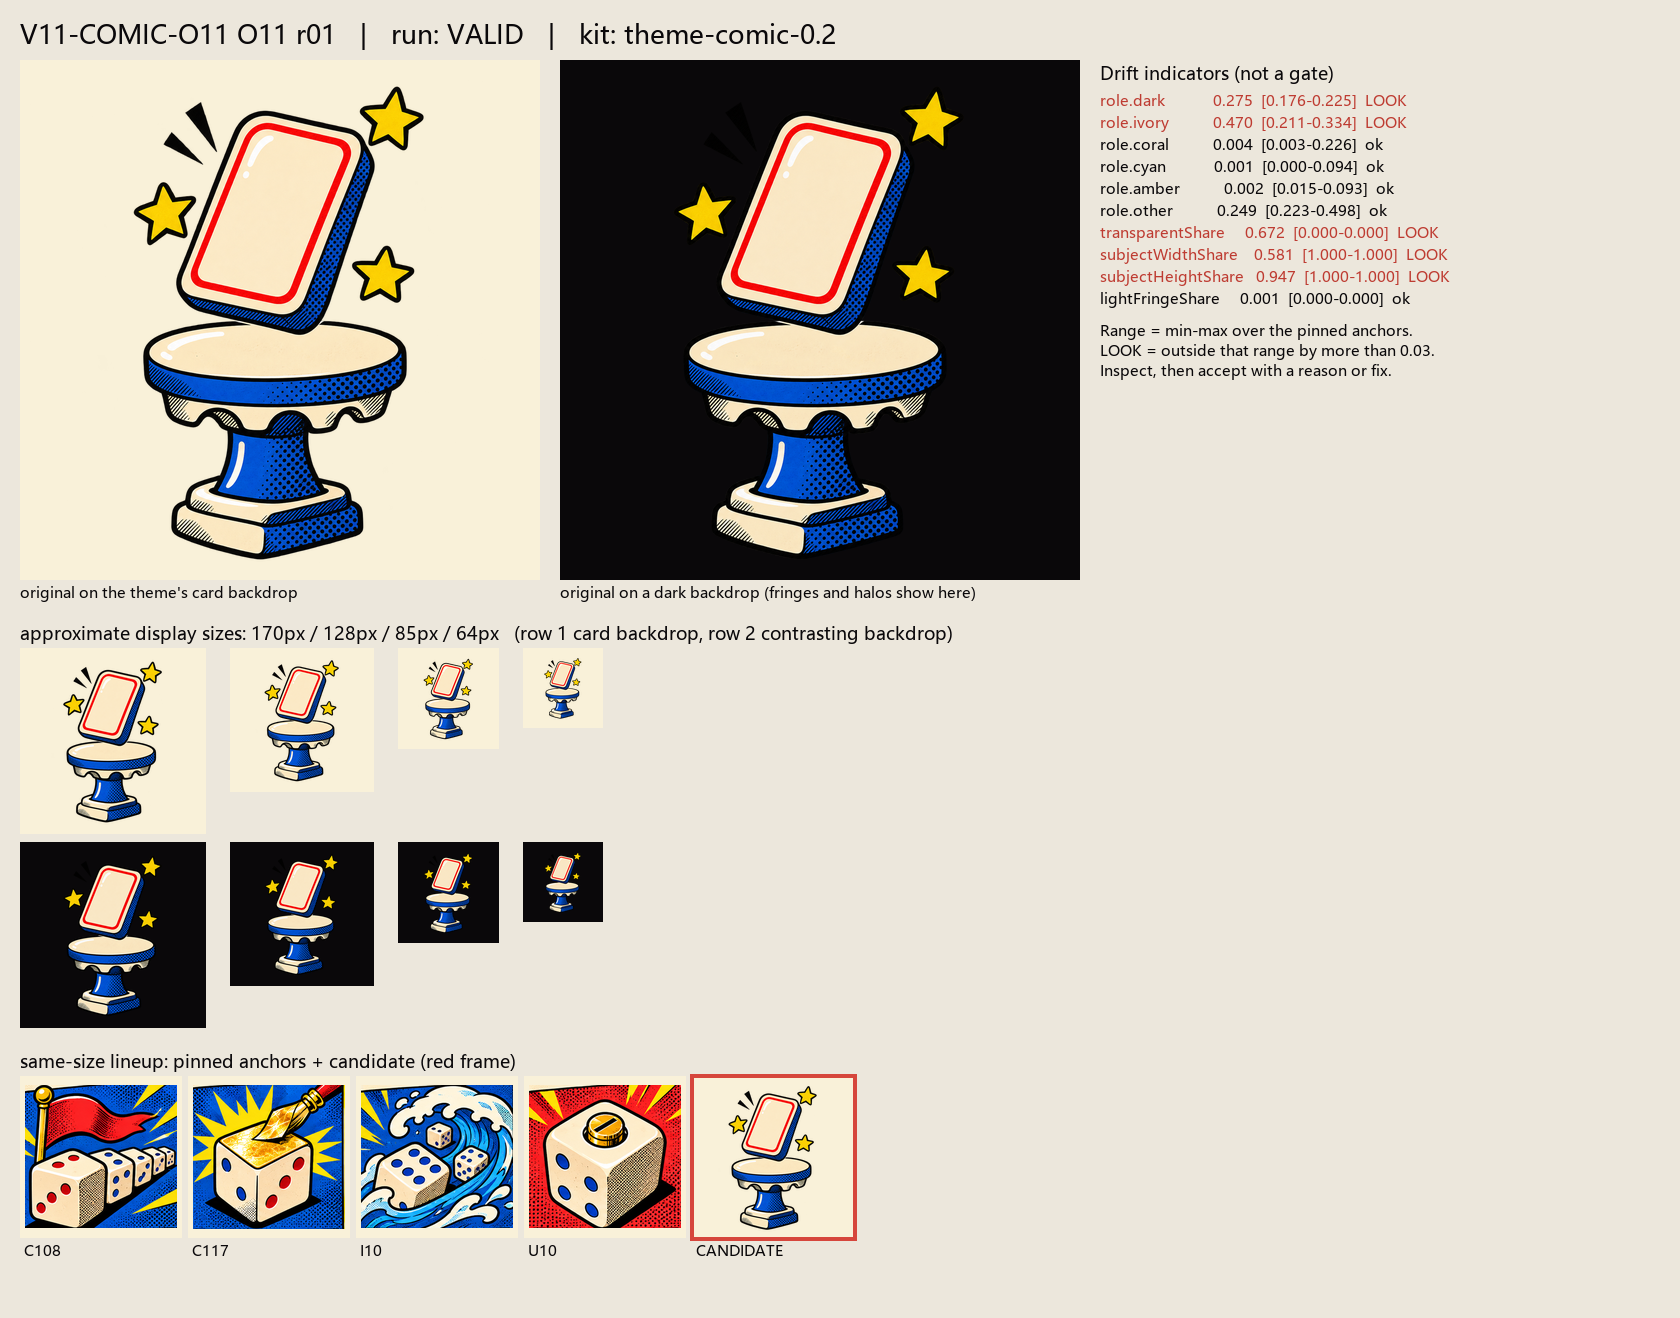 V11-COMIC-O11 O11 r01 | run: VALID | kit: theme-comic-0.2
Drift indicators (not a gate)
role.dark 0.275 [0.176-0.225] LOOK
role.ivory 0.470 [0.211-0.334] LOOK
role.coral 0.004 [0.003-0.226] ok
role.cyan 0.001 [0.000-0.094] ok
role.amber 0.002 [0.015-0.093] ok
role.other 0.249 [0.223-0.498] ok
transparentShare 0.672 [0.000-0.000] LOOK
subjectWidthShare 0.581 [1.000-1.000] LOOK
subjectHeightShare 0.947 [1.000-1.000] LOOK
lightFringeShare 0.001 [0.000-0.000] ok
Range = min-max over the pinned anchors.
LOOK = outside that range by more than 0.03.
Inspect, then accept with a reason or fix.
original on the theme's card backdrop
original on a dark backdrop (fringes and halos show here)
approximate display sizes: 170px / 128px / 85px / 64px (row 1 card backdrop, row 2 contrasting backdrop)
same-size lineup: pinned anchors + candidate (red frame)
C108
C117
I10
U10
CANDIDATE